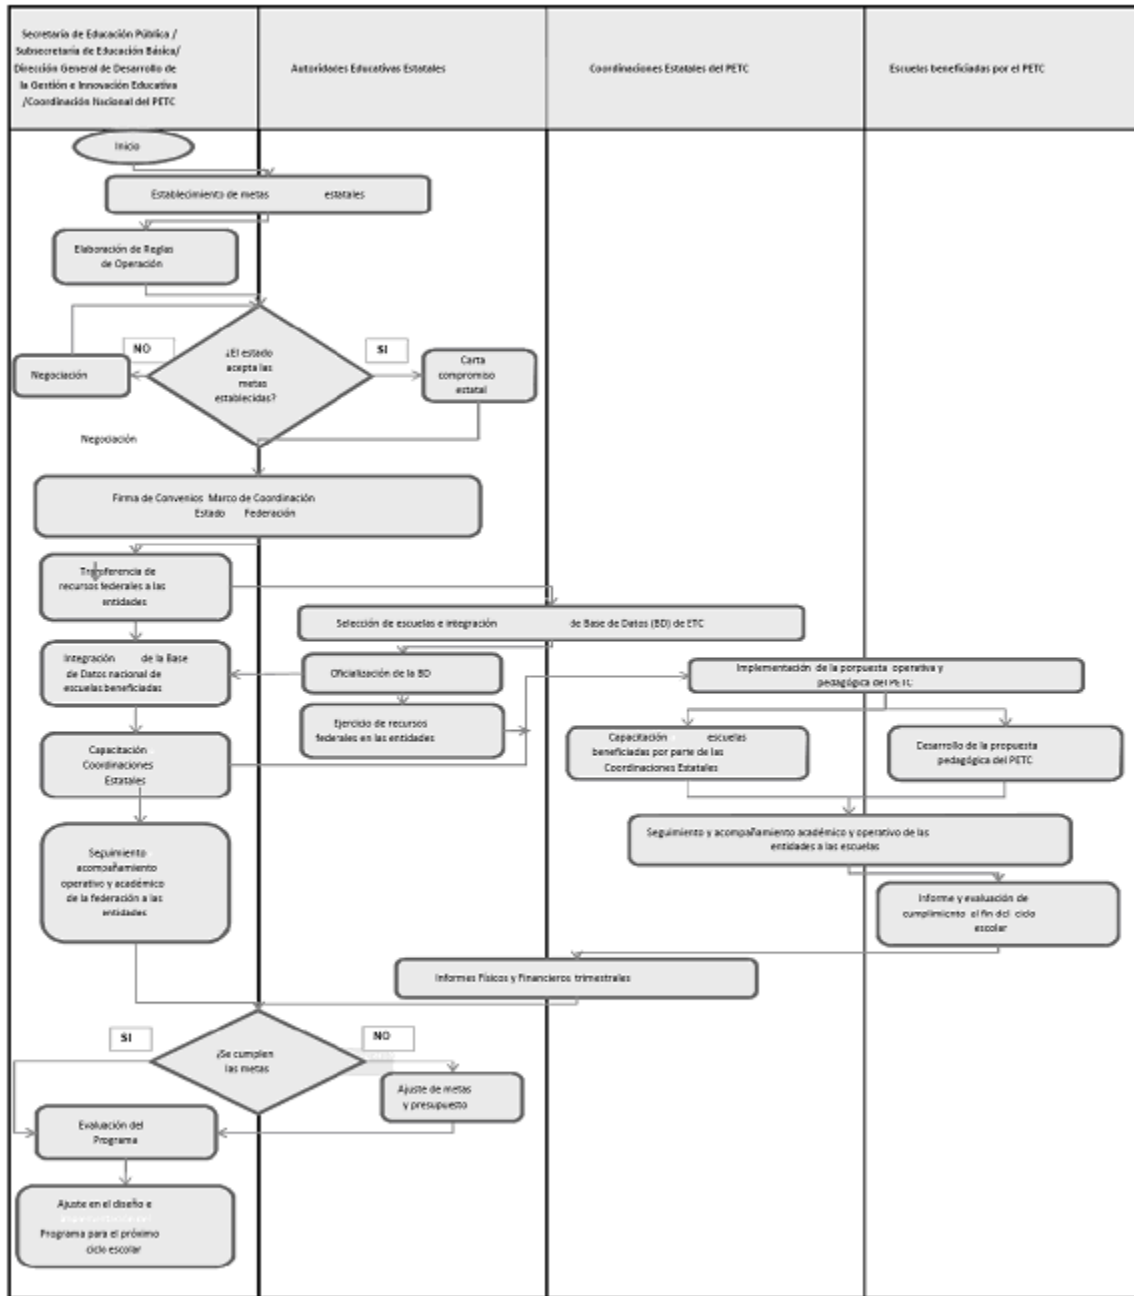 Secretaría de Educación Pública /
Subsecretaría de Educación Básica/
Dirección General de Desarrollo de
la Gestión e Innovación Educativa
/Coordinación Nacional del PETC
Autoridades Educativas Estatales
Coordinaciones Estatales del PETC
Escuelas beneficiadas por el PETC
Inicio
Establecimiento de metas estatales
Elaboración de Reglas
de Operación
NO
SI
¿El estado
acepta las
metas
establecidas?
Negociación
Carta
compromiso
estatal
Negociación
Firma de Convenios Marco de Coordinación
Estado Federación
Transferencia de
recursos federales a las
entidades
Selección de escuelas e integración de Base de Datos (BD) de ETC
Integración de la Base
de Datos nacional de
escuelas beneficiadas
Oficialización de la BD
Implementación de la porpuesta operativa y
pedagógica del PETC
Ejercicio de recursos
federales en las entidades
Capacitación escuelas
beneficiadas por parte de las
Coordinaciones Estatales
Desarrollo de la propuesta
pedagógica del PETC
Capacitación
Coordinaciones
Estatales
Seguimiento y acompañamiento académico y operativo de las
entidades a las escuelas
Seguimiento
acompañamiento
operativo y académico
de la federación a las
entidades
Informe y evaluación de
cumplimiento al fin del ciclo
escolar
Informes Físicos y Financieros trimestrales
SI
NO
¿Se cumplen
las metas
Ajuste de metas
y presupuesto
Evaluación del
Programa
Ajuste en el diseño e
Programa para el próximo
ciclo escolar